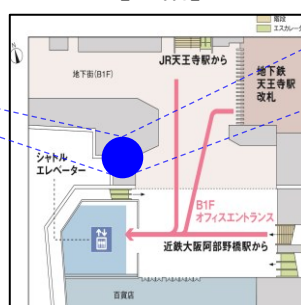 階段
エスカレータ
N
JR天王寺駅から
地下街(B1F)
地下鉄
天王寺駅
改札
シャトル
エレベーター
B1F
オフィスエントランス
近鉄大阪阿部野橋駅から
百貨店